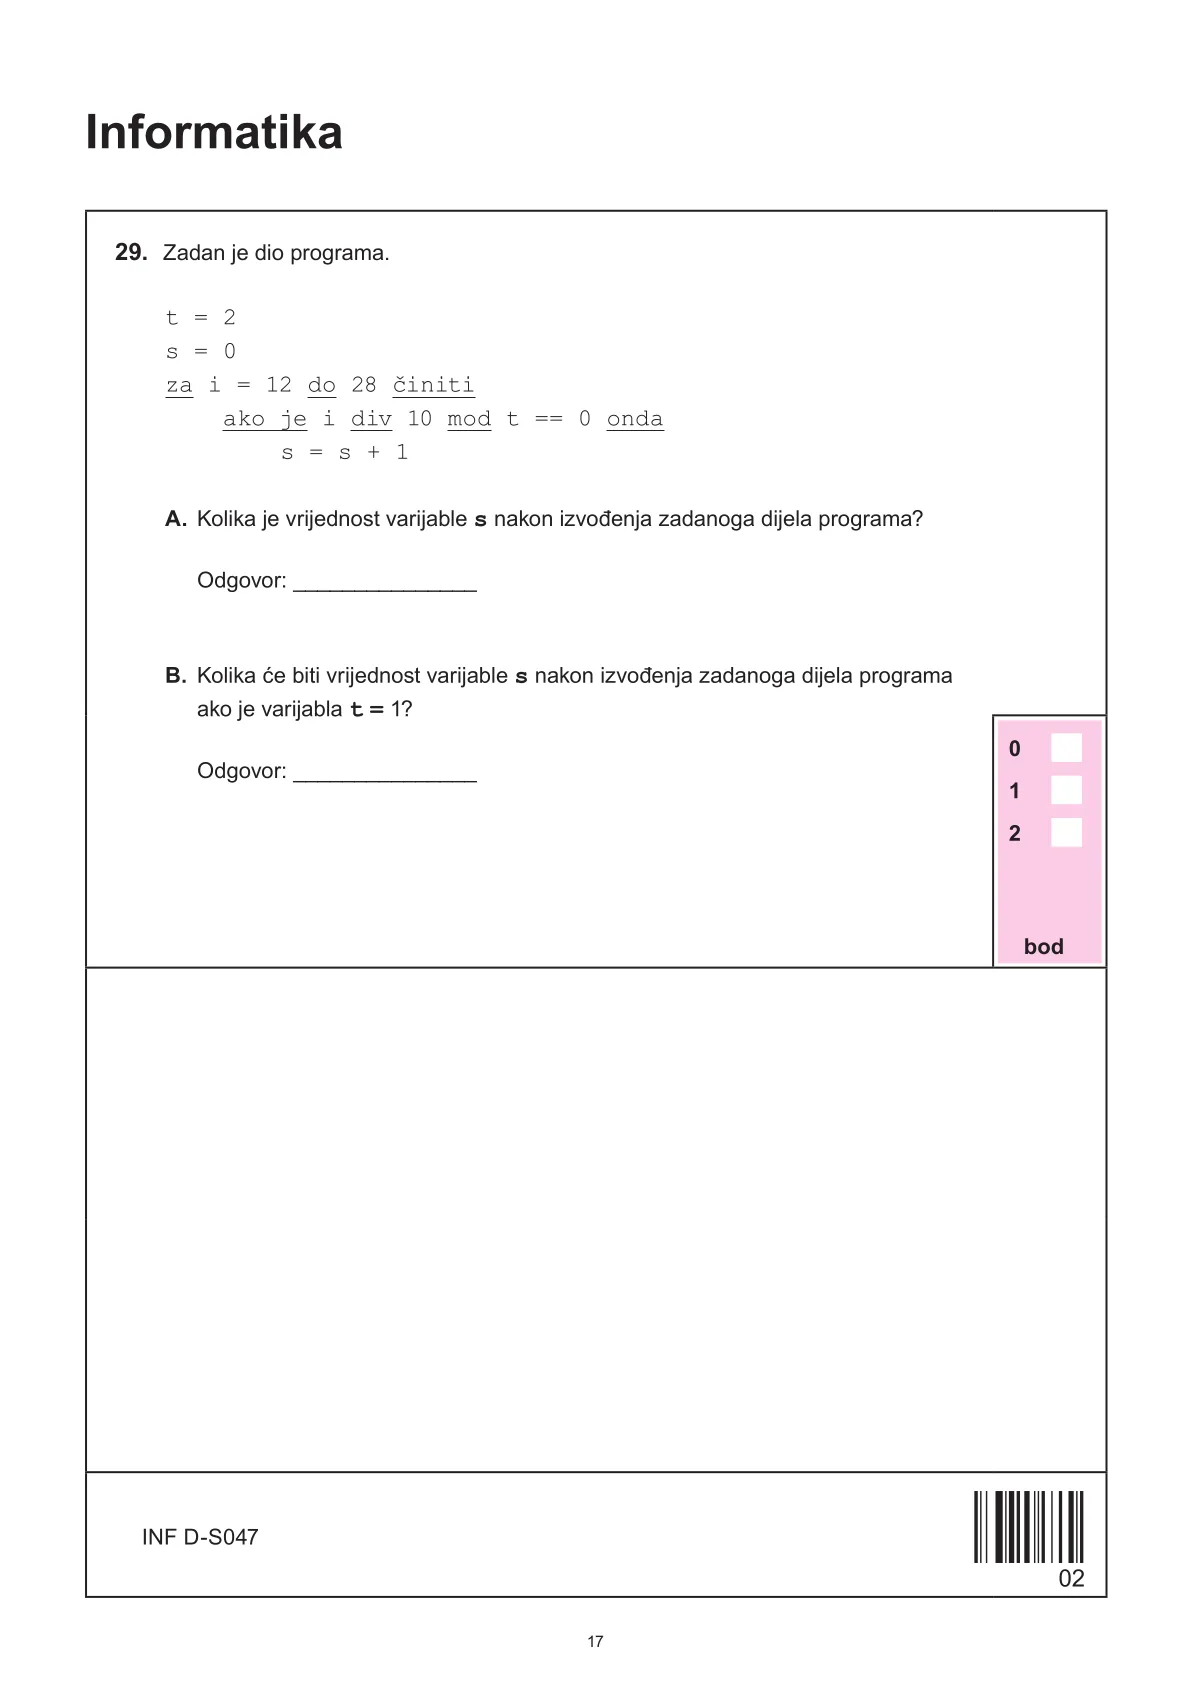 Informatika
29. Zadan je dio programa.
t = 2
s = 0
za i = 12 do 28 činiti
ako je i div 10 mod t == 0 onda
s = s + 1
A. Kolika je vrijednost varijable s nakon izvođenja zadanoga dijela programa?
Odgovor: _______________
B. Kolika će biti vrijednost varijable s nakon izvođenja zadanoga dijela programa
ako je varijabla t = 1?
Odgovor: _______________
0
1
2
bod
INF D-S047
02
17